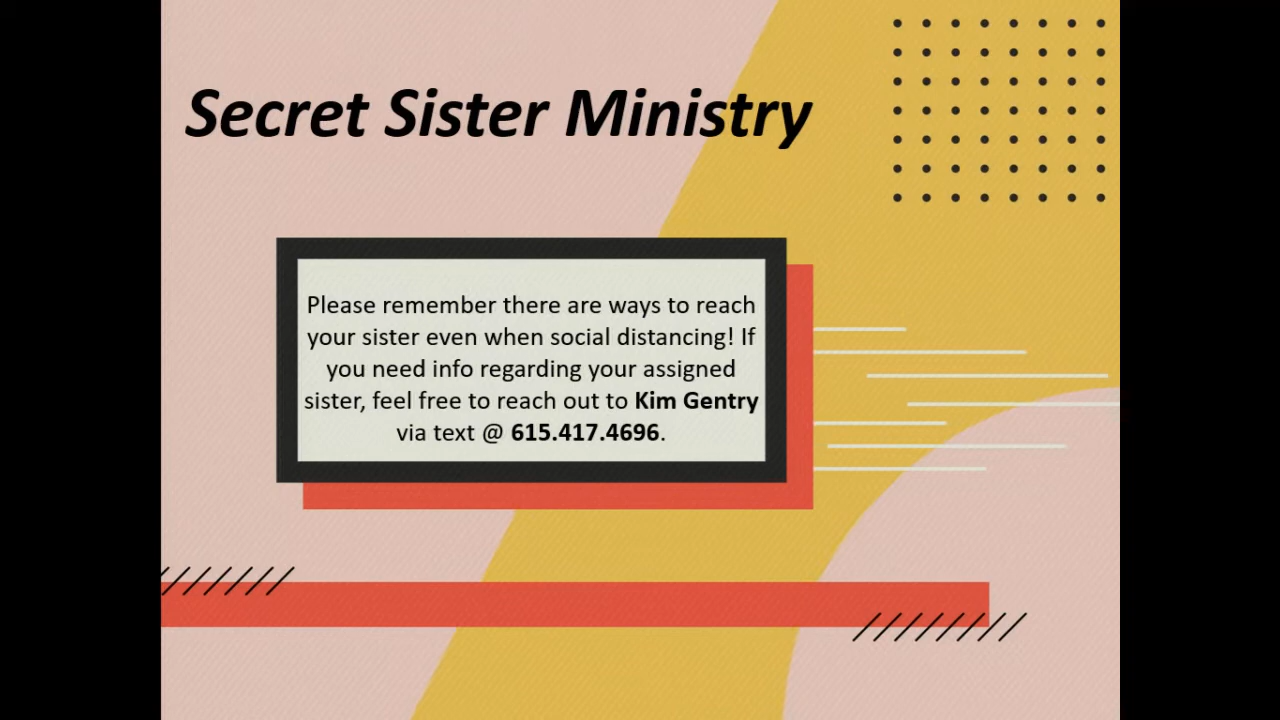 Secret Sister Ministry
Please remember there are ways to reach
your sister even when social distancing! If
you need info regarding your assigned
sister, feel free to reach out to Kim Gentry
via text @ 615.417.4696.